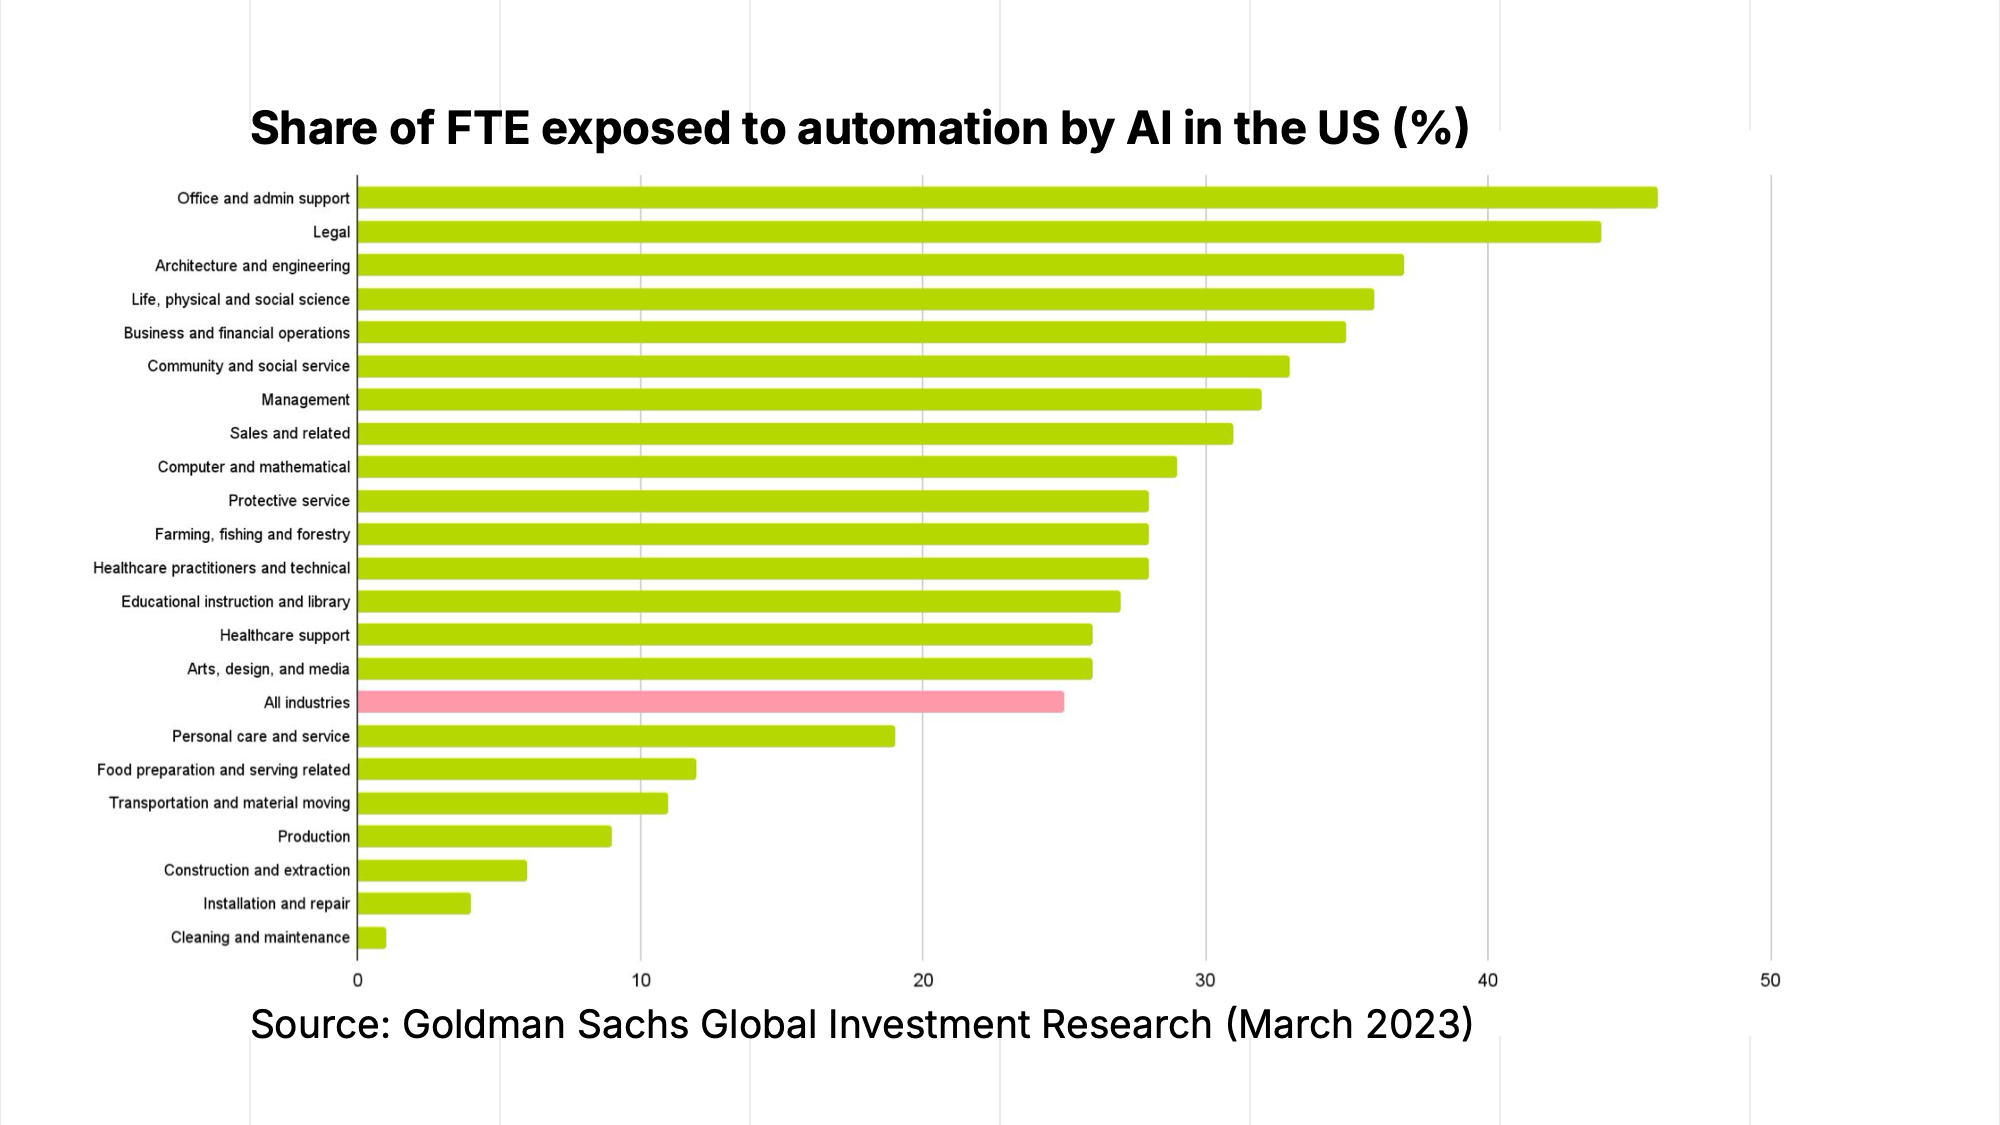 Share of FTE exposed to automation by AI in the US (%)
Office and admin support
Legal
Architecture and engineering
Life, physical and social science
Business and financial operations
Community and social service
Management
Sales and related
Computer and mathematical
Protective service
Farming, fishing and forestry
Healthcare practitioners and technical
Educational instruction and library
Healthcare support
Arts, design, and media
All industries
Personal care and service
Food preparation and serving related
Transportation and material moving
Production
Construction and extraction
Installation and repair
Cleaning and maintenance
0 10 20 30 40 50
Source: Goldman Sachs Global Investment Research (March 2023)